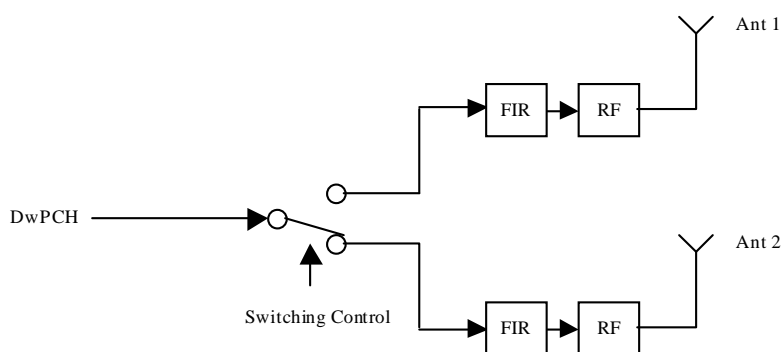 Ant 1
FIR
RF
DwPCH
Ant 2
Switching Control
FIR
RF